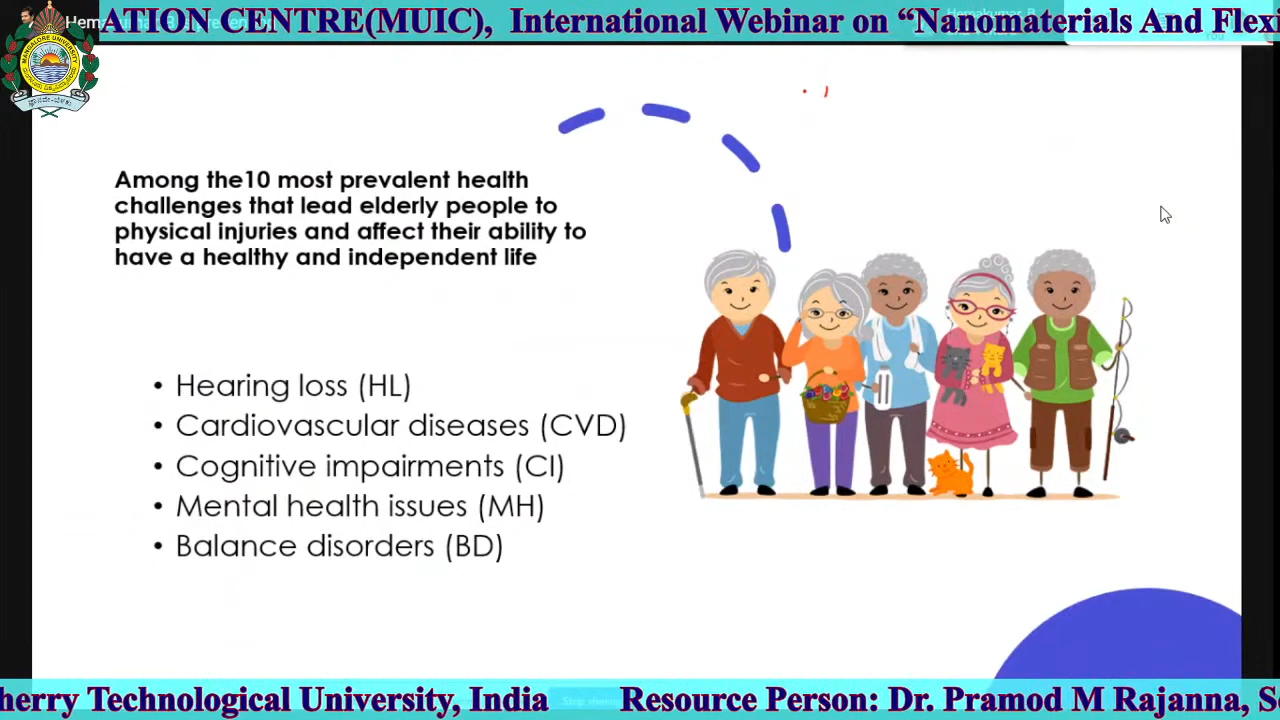 ATION CENTRE(MUIC), International Webinar on “Nanomaterials And Flexi
Among the10 most prevalent health
challenges that lead elderly people to
physical injuries and affect their ability to
have a healthy and independent life
• Hearing loss (HL)
• Cardiovascular diseases (CVD)
• Cognitive impairments (CI)
• Mental health issues (MH)
• Balance disorders (BD)
herry Technological University, India Resource Person: Dr. Pramod M Rajanna, S